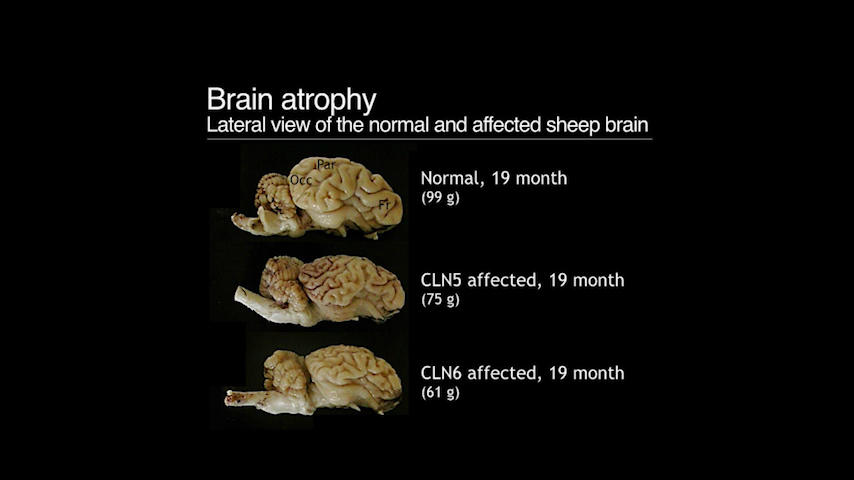 Brain atrophy
Lateral view of the normal and affected sheep brain
Par
Occ
Fr
Normal, 19 month
(99 g)
CLN5 affected, 19 month
(75 g)
CLN6 affected, 19 month
(61 g)